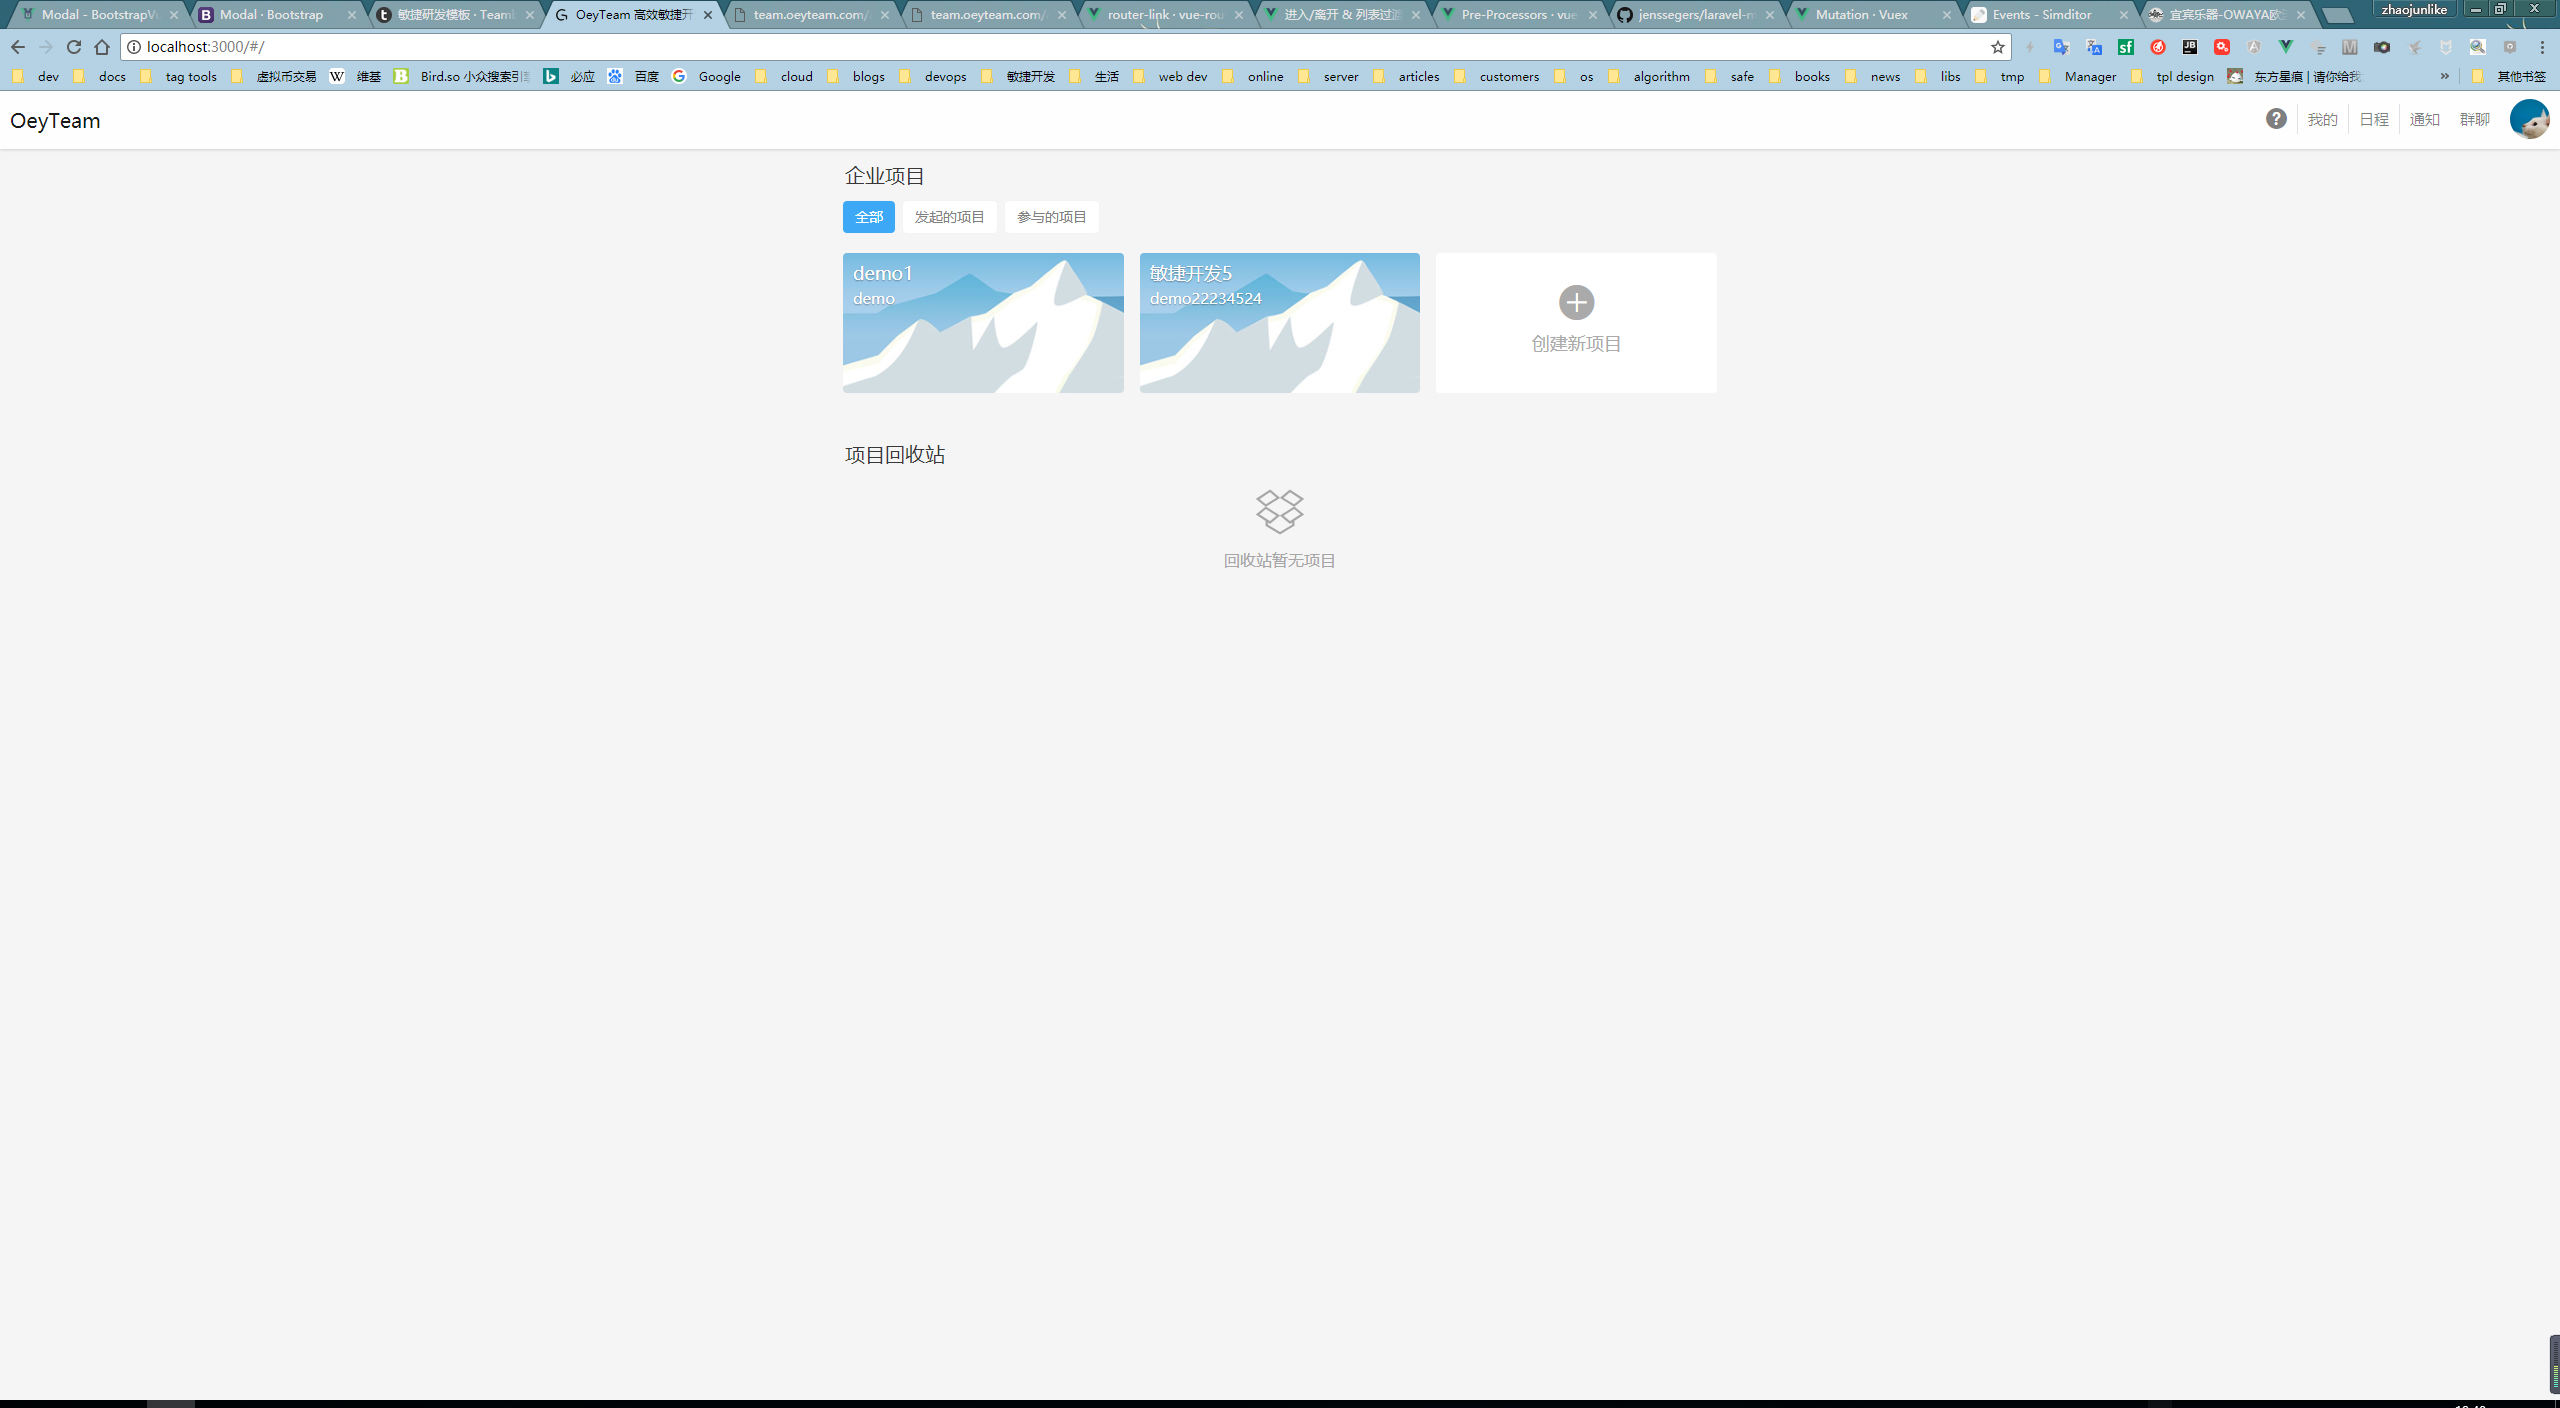 Modal - BootstrapV
Modal · Bootstrap
敏捷研发模板 · Teamb
OeyTeam 高效敏捷开
team.oeyteam.com/
team.oeyteam.com/
router-link · vue-rou
进入/离开 & 列表过渡
Pre-Processors · vue
jenssegers/laravel-m
Mutation · Vuex
Events - Simditor
宜宾乐器-OWAYA欧
zhaojunlike
localhost:3000/#/
dev docs tag tools 虚拟币交易 维基 Bird.so 小众搜索引擎 必应 百度 Google cloud blogs devops 敏捷开发 生活 web dev online server articles customers os algorithm safe books news libs tmp Manager tpl design 东方星痕 | 请你给我 » 其他书签
OeyTeam
我的 日程 通知 群聊
企业项目
全部 发起的项目 参与的项目
demo1
demo
敏捷开发5
demo22234524
创建新项目
项目回收站
回收站暂无项目